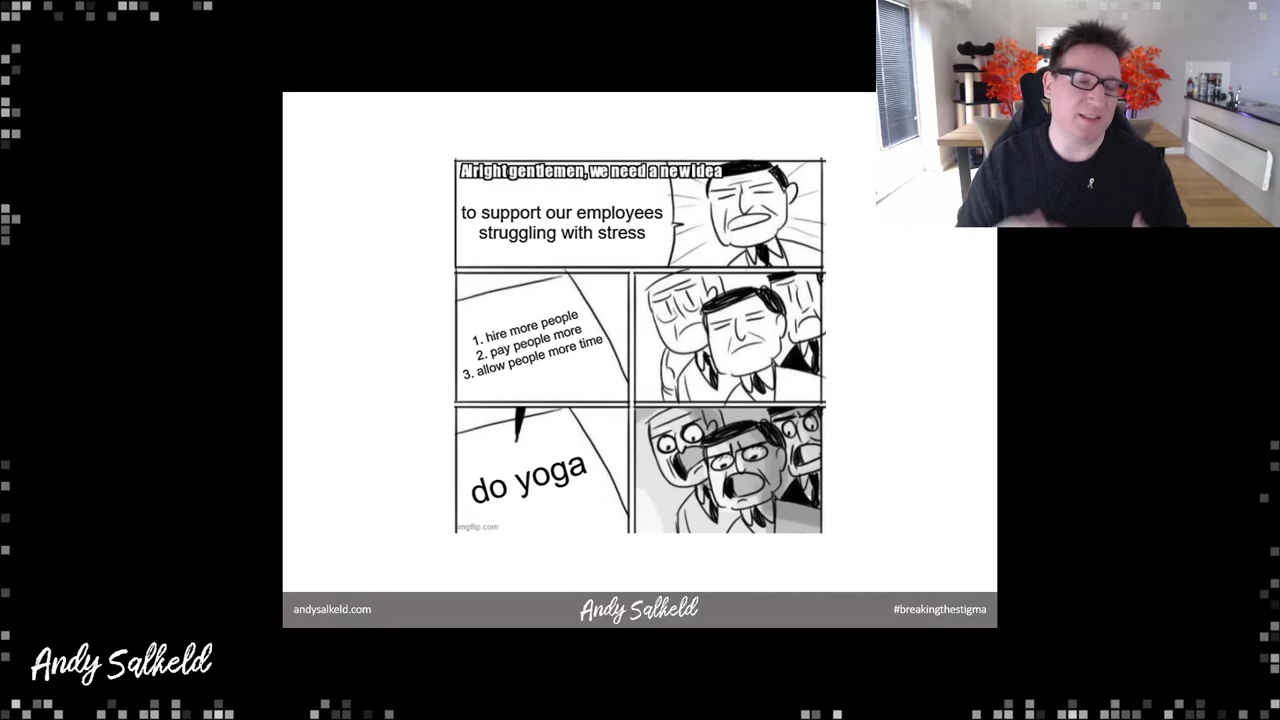 Alright gentlemen, we need a new idea
to support our employees
struggling with stress
1. hire more people
2. pay people more
3. allow people more time
do yoga
imgflip.com
andysalkeld.com
Andy Salkeld
#breakingthestigma
Andy Salkeld